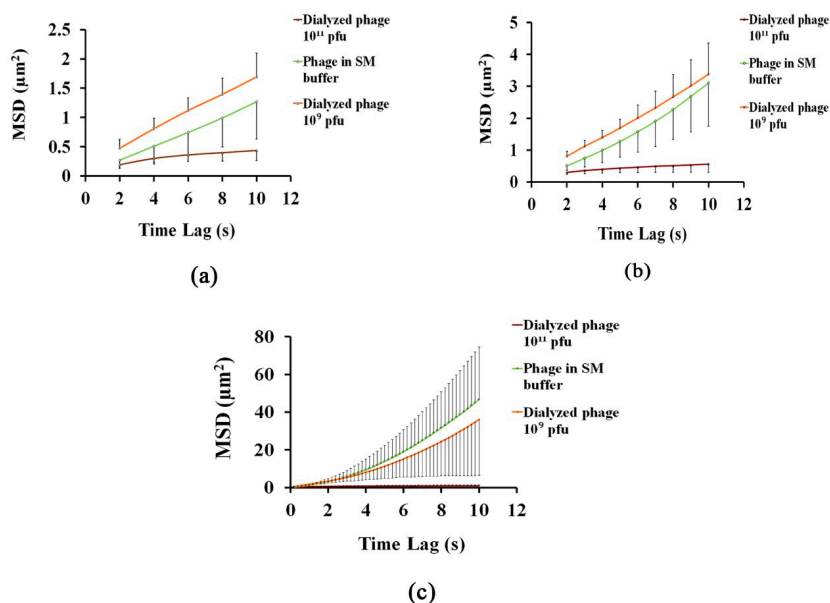 MSD (µm²)
2.5
2
1.5
1
0.5
0
0 2 4 6 8 10 12
Time Lag (s)
Dialyzed phage
10¹¹ pfu
Phage in SM
buffer
Dialyzed phage
10⁹ pfu
(a)
MSD (µm²)
5
4
3
2
1
0
0 2 4 6 8 10 12
Time Lag (s)
Dialyzed phage
10¹¹ pfu
Phage in SM
buffer
Dialyzed phage
10⁹ pfu
(b)
MSD (µm²)
80
60
40
20
0
0 2 4 6 8 10 12
Time Lag (s)
Dialyzed phage
10¹¹ pfu
Phage in SM
buffer
Dialyzed phage
10⁹ pfu
(c)